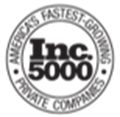 AMERICA'S FASTEST-GROWING
Inc.
5000
PRIVATE COMPANIES